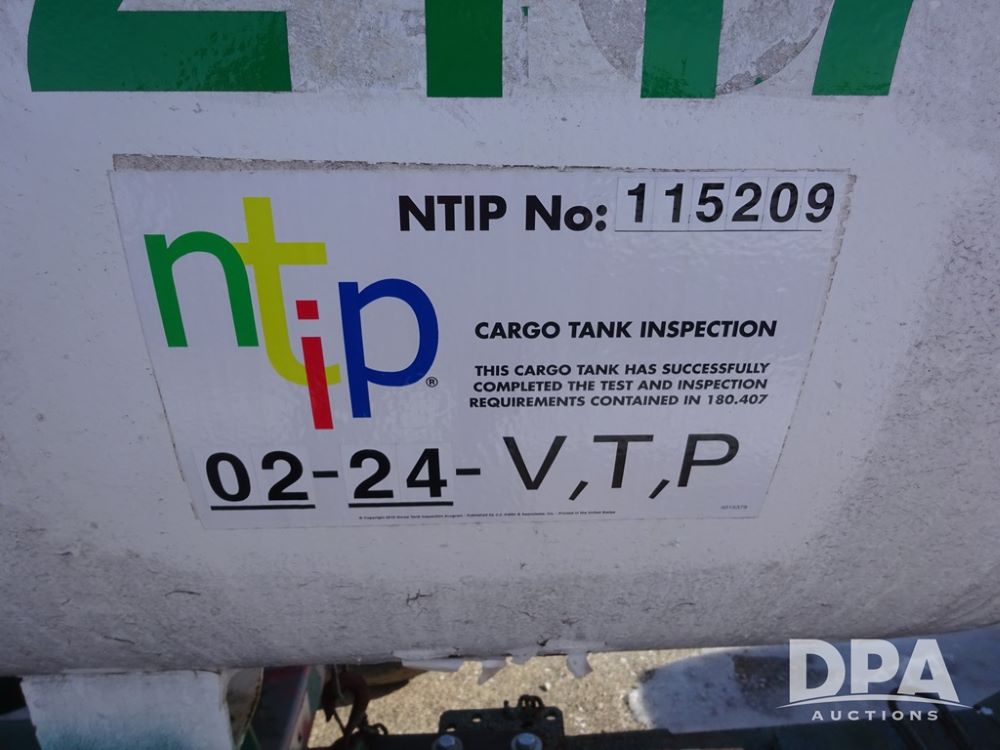 NTIP No: 115209
ntip®
CARGO TANK INSPECTION
THIS CARGO TANK HAS SUCCESSFULLY
COMPLETED THE TEST AND INSPECTION
REQUIREMENTS CONTAINED IN 180.407
02-24-V,T,P
DPA
AUCTIONS